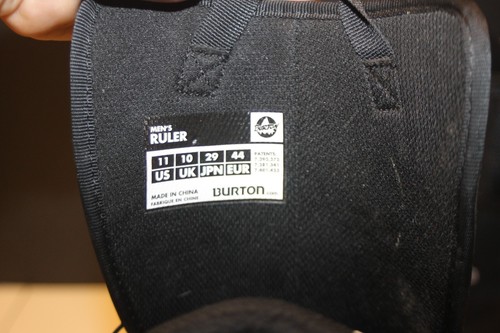 MEN'S
RULER
11 10 29 44
US UK JPN EUR
PATENTS:
MADE IN CHINA
FABRIQUÉ EN CHINE
BURTON